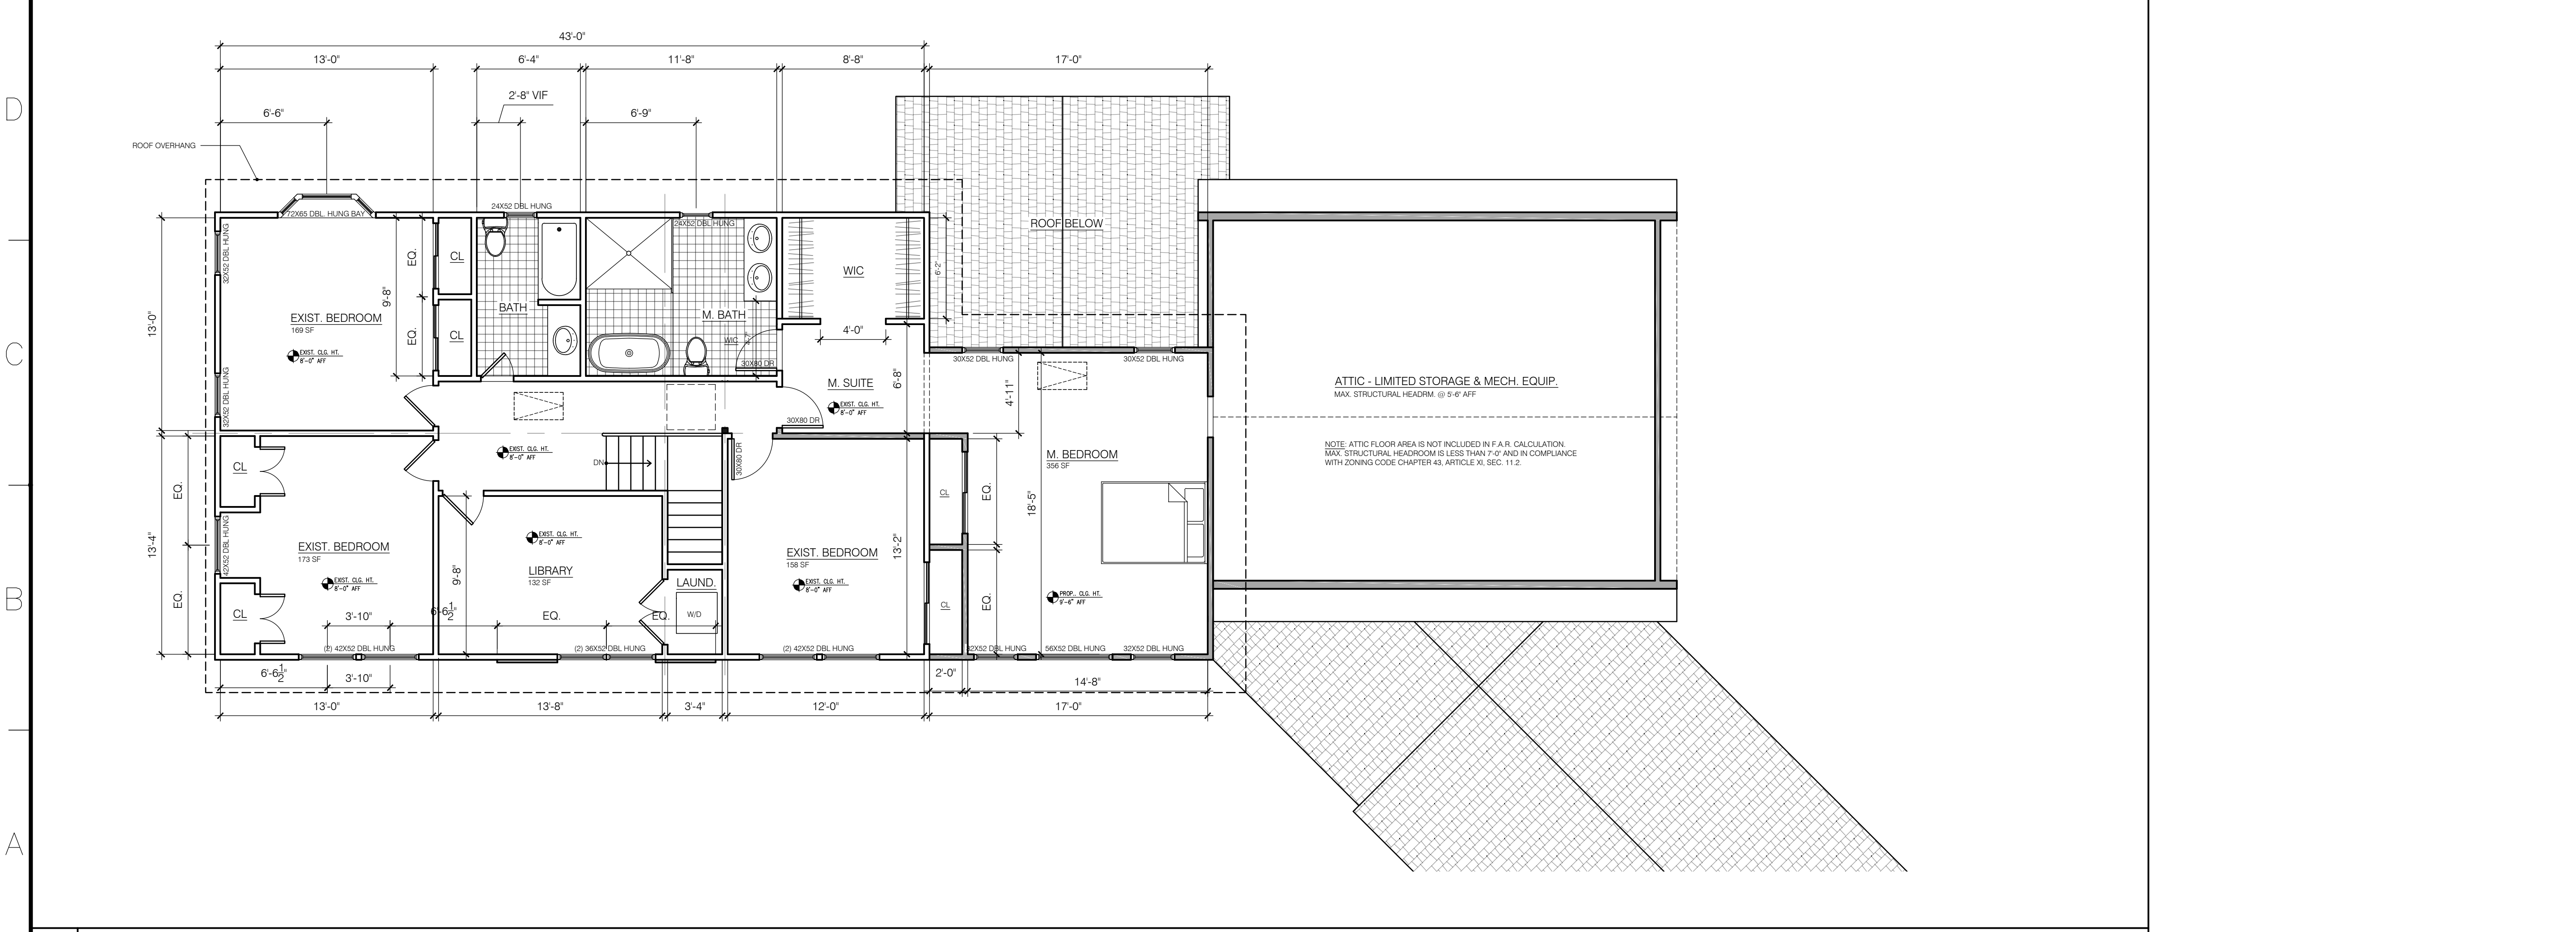 43'-0"
13'-0"
6'-4"
11'-8"
8'-8"
17'-0"
2'-8" VIF
6'-6"
6'-9"
D
ROOF OVERHANG
72X65 DBL. HUNG BAY
24X52 DBL HUNG
24X52 DBL HUNG
ROOF BELOW
32X52 DBL HUNG
EQ.
CL
WIC
6'-2"
9'-8"
BATH
M. BATH
EXIST. BEDROOM
169 SF
13'-0"
EQ.
CL
WIC
4'-0"
C
EXIST. CLG. HT.
8'-0" AFF
30X80 DR
30X52 DBL HUNG
30X52 DBL HUNG
32X52 DBL HUNG
M. SUITE
6'-8"
4'-11"
EXIST. CLG. HT.
8'-0" AFF
30X80 DR
ATTIC - LIMITED STORAGE & MECH. EQUIP.
MAX. STRUCTURAL HEADRM. @ 5'-6" AFF
NOTE: ATTIC FLOOR AREA IS NOT INCLUDED IN F.A.R. CALCULATION.
MAX. STRUCTURAL HEADROOM IS LESS THAN 7'-0" AND IN COMPLIANCE
WITH ZONING CODE CHAPTER 43, ARTICLE XI, SEC. 11.2.
EXIST. CLG. HT.
8'-0" AFF
DN
30X80 DR
M. BEDROOM
356 SF
CL
EQ.
CL
EQ.
18'-5"
13'-4"
42X52 DBL HUNG
EXIST. BEDROOM
173 SF
EXIST. CLG. HT.
8'-0" AFF
EXIST. CLG. HT.
8'-0" AFF
LIBRARY
132 SF
9'-8"
LAUND.
W/D
EXIST. BEDROOM
158 SF
13'-2"
EXIST. CLG. HT.
8'-0" AFF
PROP. CLG. HT.
9'-6" AFF
B
EQ.
CL
3'-10"
6'-6 1/2"
EQ.
EQ.
CL
EQ.
(2) 42X52 DBL HUNG
(2) 36X52 DBL HUNG
(2) 42X52 DBL HUNG
32X52 DBL HUNG
56X52 DBL HUNG
32X52 DBL HUNG
6'-6 1/2"
3'-10"
2'-0"
14'-8"
13'-0"
13'-8"
3'-4"
12'-0"
17'-0"
A